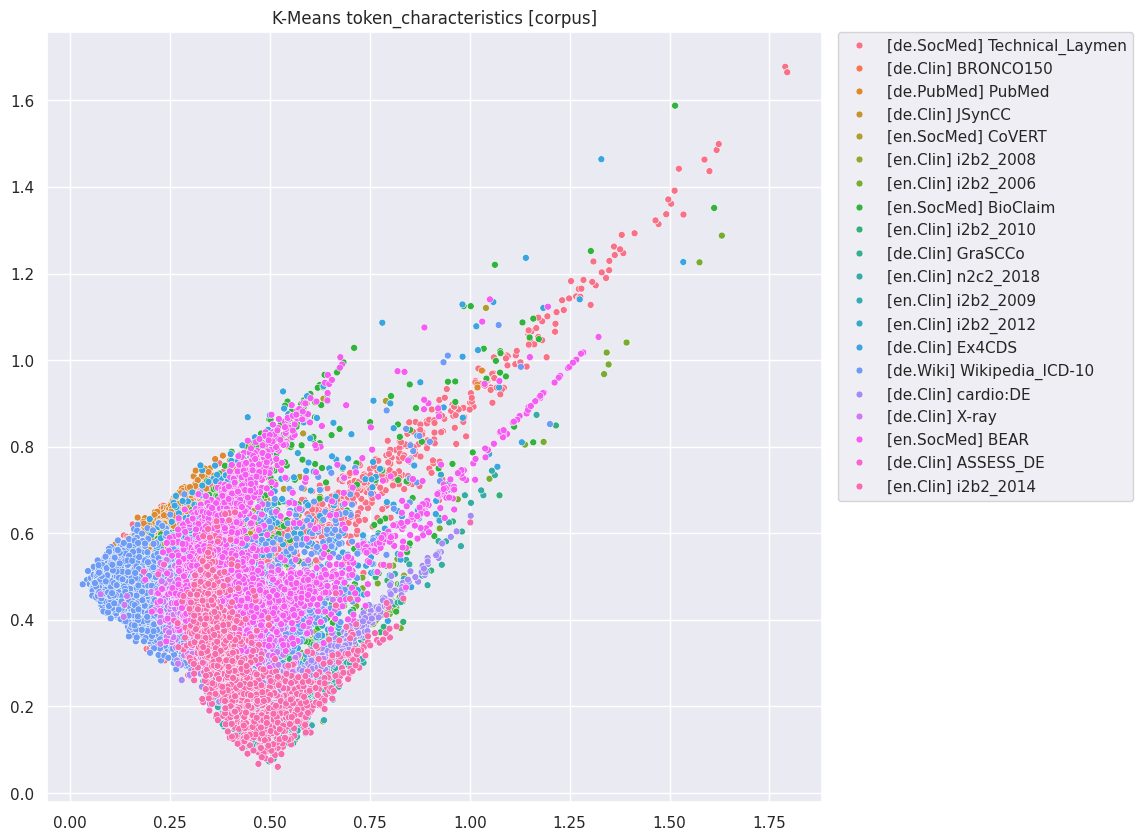 K-Means token_characteristics [corpus]
1.6
1.4
1.2
1.0
0.8
0.6
0.4
0.2
0.0
0.00 0.25 0.50 0.75 1.00 1.25 1.50 1.75
[de.SocMed] Technical_Laymen
[de.Clin] BRONCO150
[de.PubMed] PubMed
[de.Clin] JSynCC
[en.SocMed] CoVERT
[en.Clin] i2b2_2008
[en.Clin] i2b2_2006
[en.SocMed] BioClaim
[en.Clin] i2b2_2010
[de.Clin] GraSCCo
[en.Clin] n2c2_2018
[en.Clin] i2b2_2009
[en.Clin] i2b2_2012
[de.Clin] Ex4CDS
[de.Wiki] Wikipedia_ICD-10
[de.Clin] cardio:DE
[de.Clin] X-ray
[en.SocMed] BEAR
[de.Clin] ASSESS_DE
[en.Clin] i2b2_2014